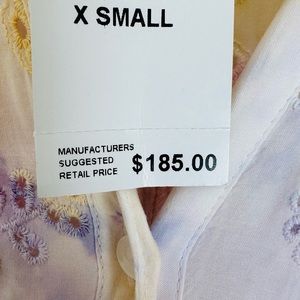 X SMALL
MANUFACTURERS
SUGGESTED
RETAIL PRICE $185.00